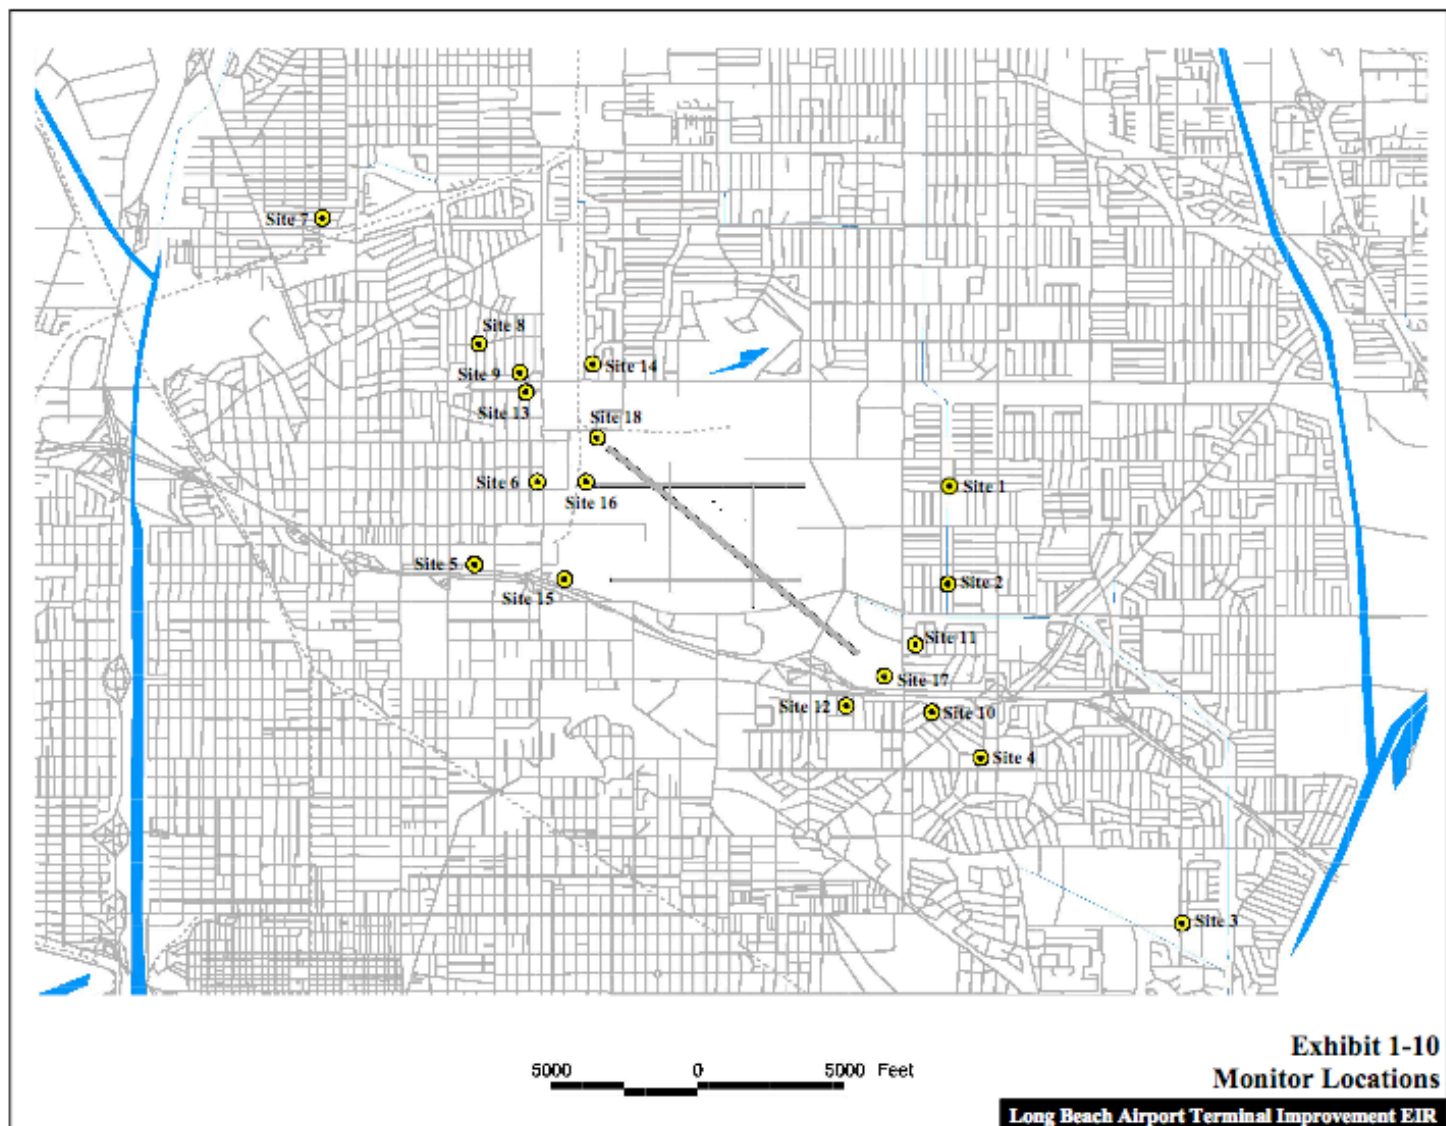 Site 7
Site 8
Site 9
Site 14
Site 13
Site 18
Site 6
Site 16
Site 1
Site 5
Site 15
Site 2
Site 11
Site 17
Site 12
Site 10
Site 4
Site 3
5000 0 5000 Feet
Exhibit 1-10
Monitor Locations
Long Beach Airport Terminal Improvement EIR